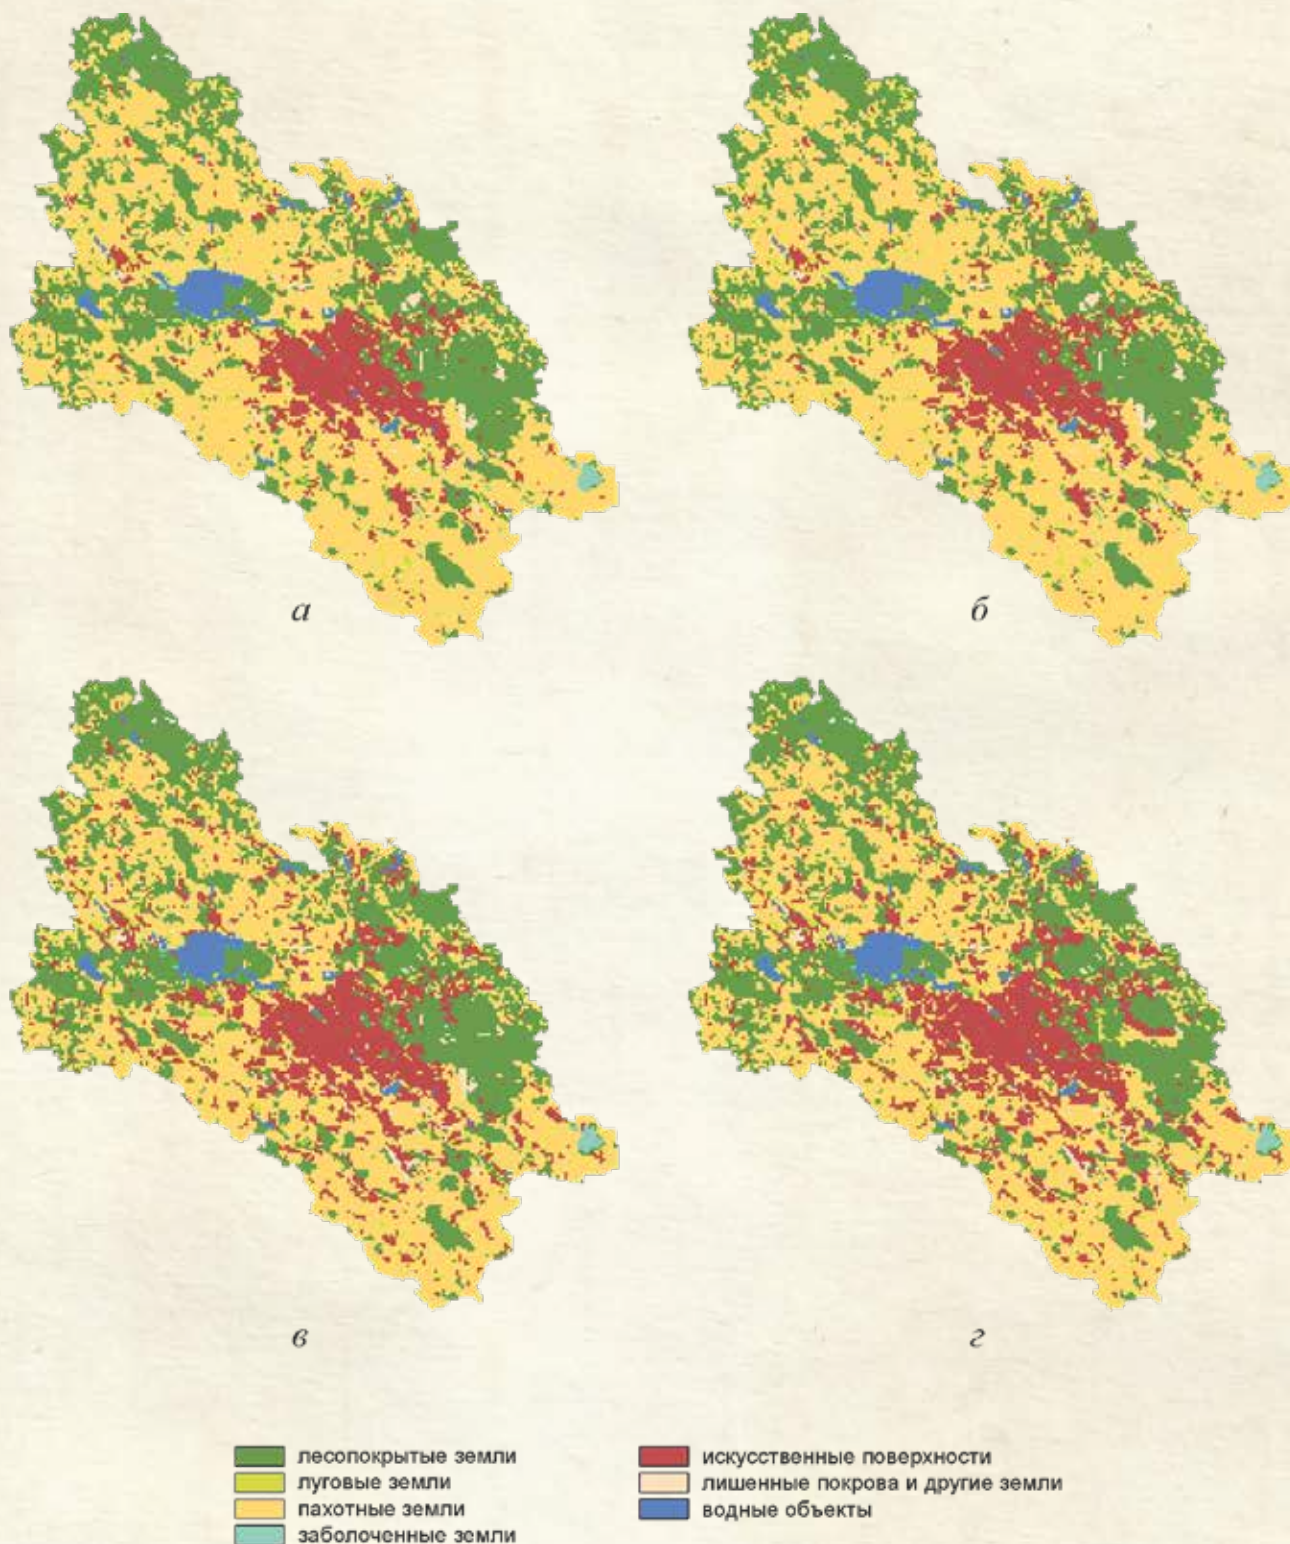 а
б
в
г
лесопокрытые земли
луговые земли
пахотные земли
заболоченные земли
искусственные поверхности
лишенные покрова и другие земли
водные объекты